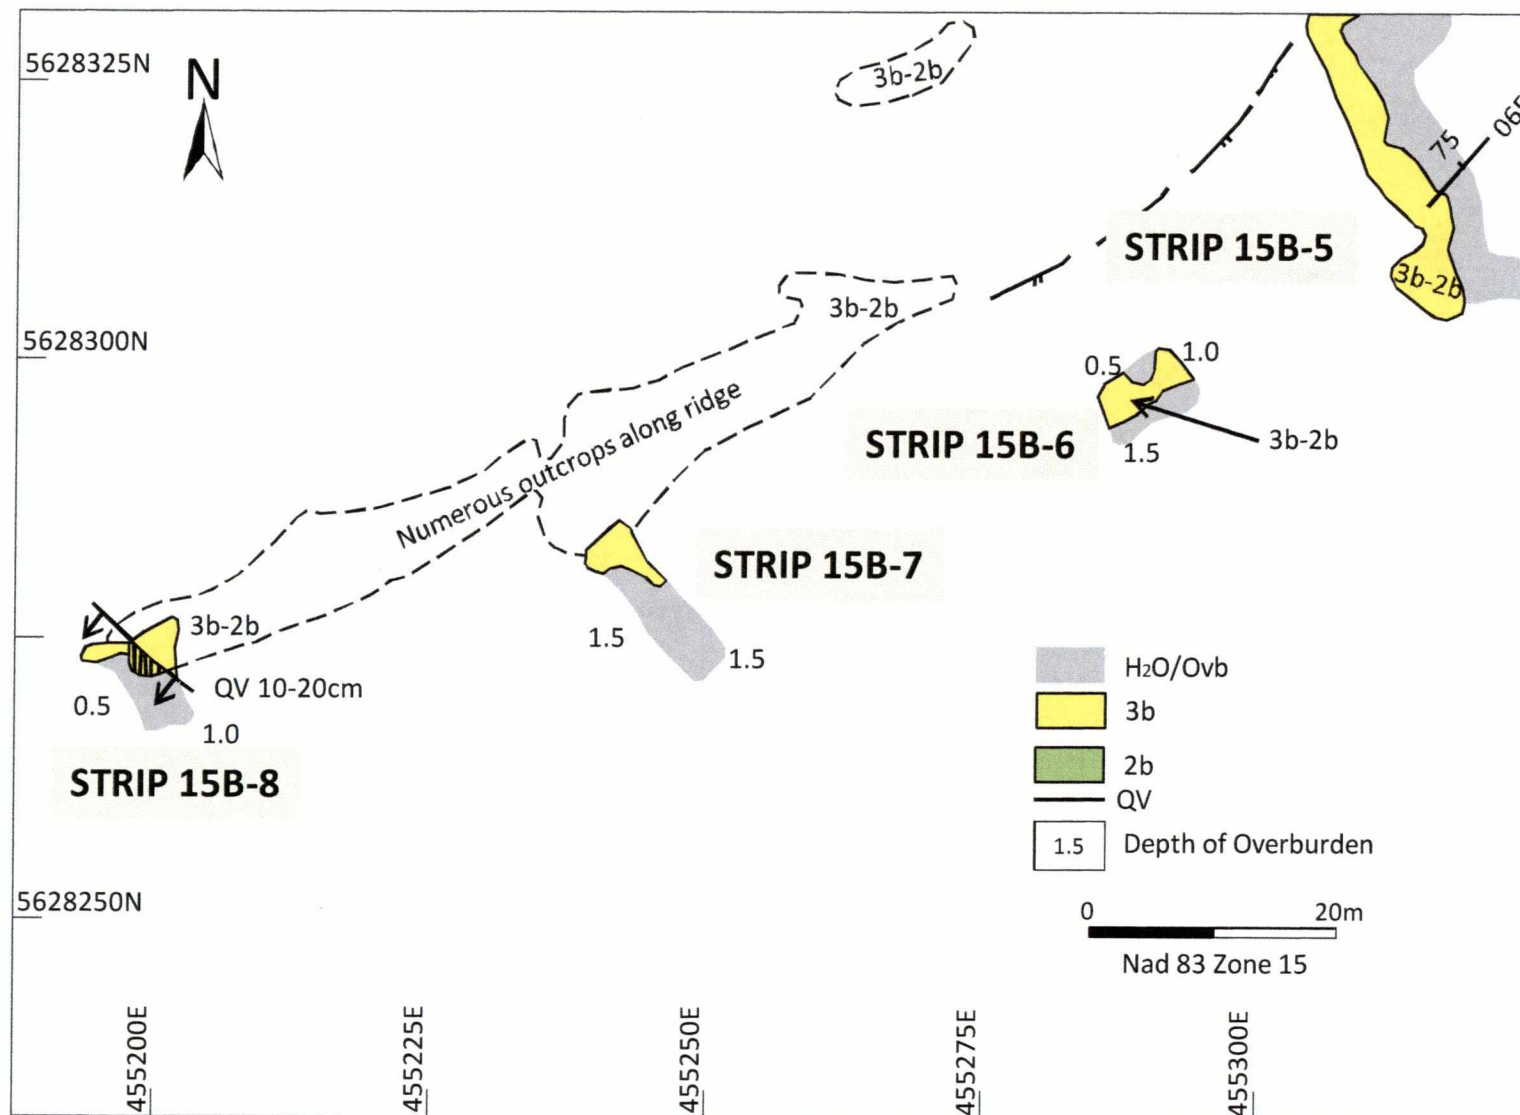 5628325N
N
3b-2b
75
065
STRIP 15B-5
3b-2b
3b-2b
5628300N
0.5
1.0
Numerous outcrops along ridge
STRIP 15B-6
3b-2b
1.5
STRIP 15B-7
3b-2b
1.5
1.5
QV 10-20cm
0.5
1.0
STRIP 15B-8
H2O/Ovb
3b
2b
QV
1.5 Depth of Overburden
5628250N
0 20m
Nad 83 Zone 15
455200E
455225E
455250E
455275E
455300E